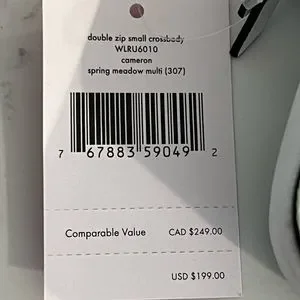 double zip small crossbody
WLRU6010
cameron
spring meadow multi (307)
7 67883 59049 2
Comparable Value CAD $249.00
USD $199.00